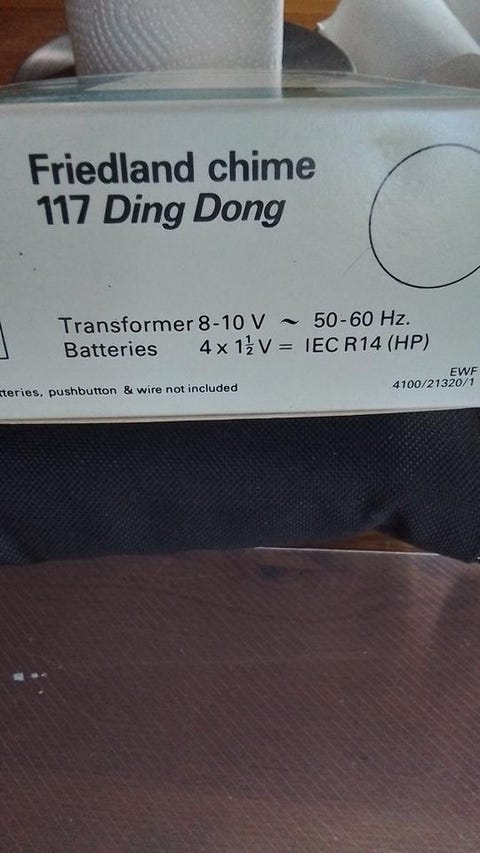 Friedland chime
117 Ding Dong
Transformer 8-10 V ~ 50-60 Hz.
Batteries 4 x 1½ V = IEC R14 (HP)
pushbutton & wire not included
EWF
4100/21320/1